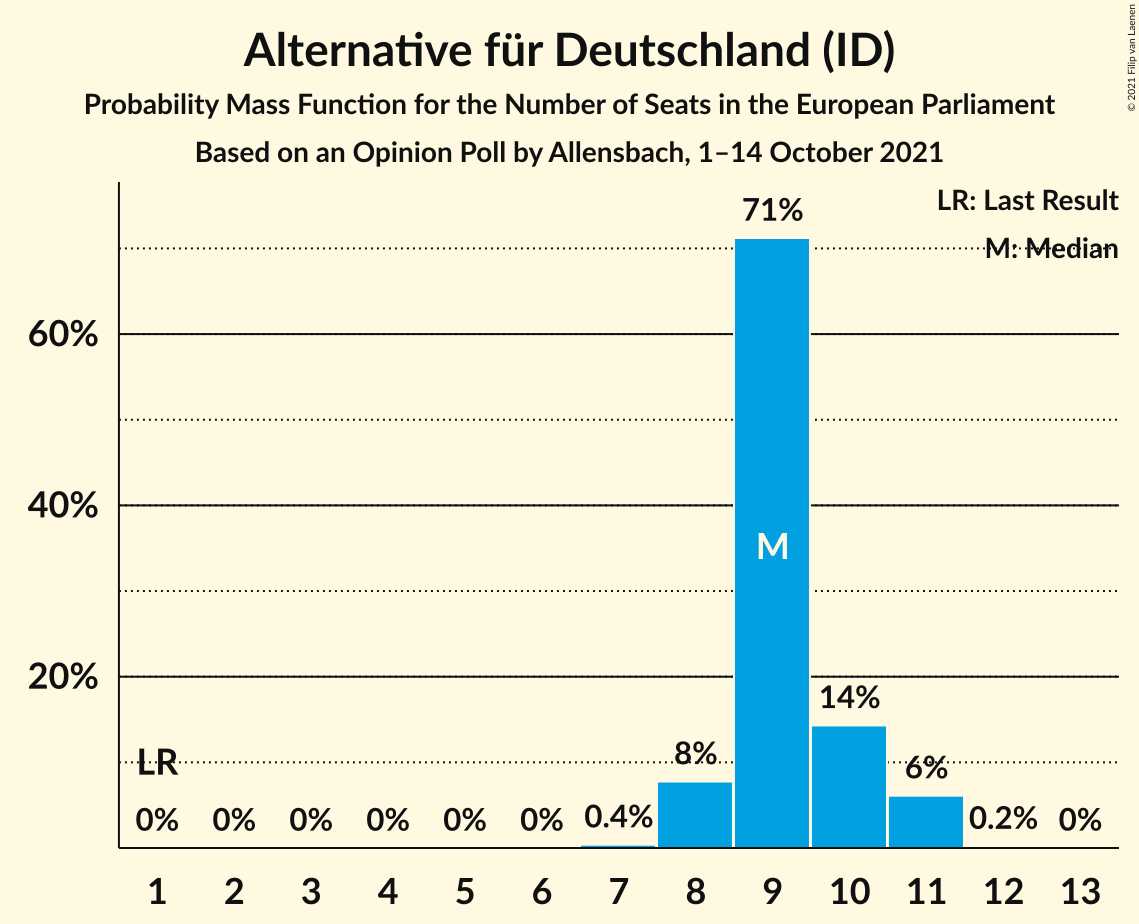 Alternative für Deutschland (ID)
Probability Mass Function for the Number of Seats in the European Parliament
Based on an Opinion Poll by Allensbach, 1–14 October 2021
© 2021 Filip van Laenen
LR: Last Result
M: Median
60%
40%
20%
LR
0% 0% 0% 0% 0% 0% 0.4% 8% 71% 14% 6% 0.2% 0%
M
1 2 3 4 5 6 7 8 9 10 11 12 13